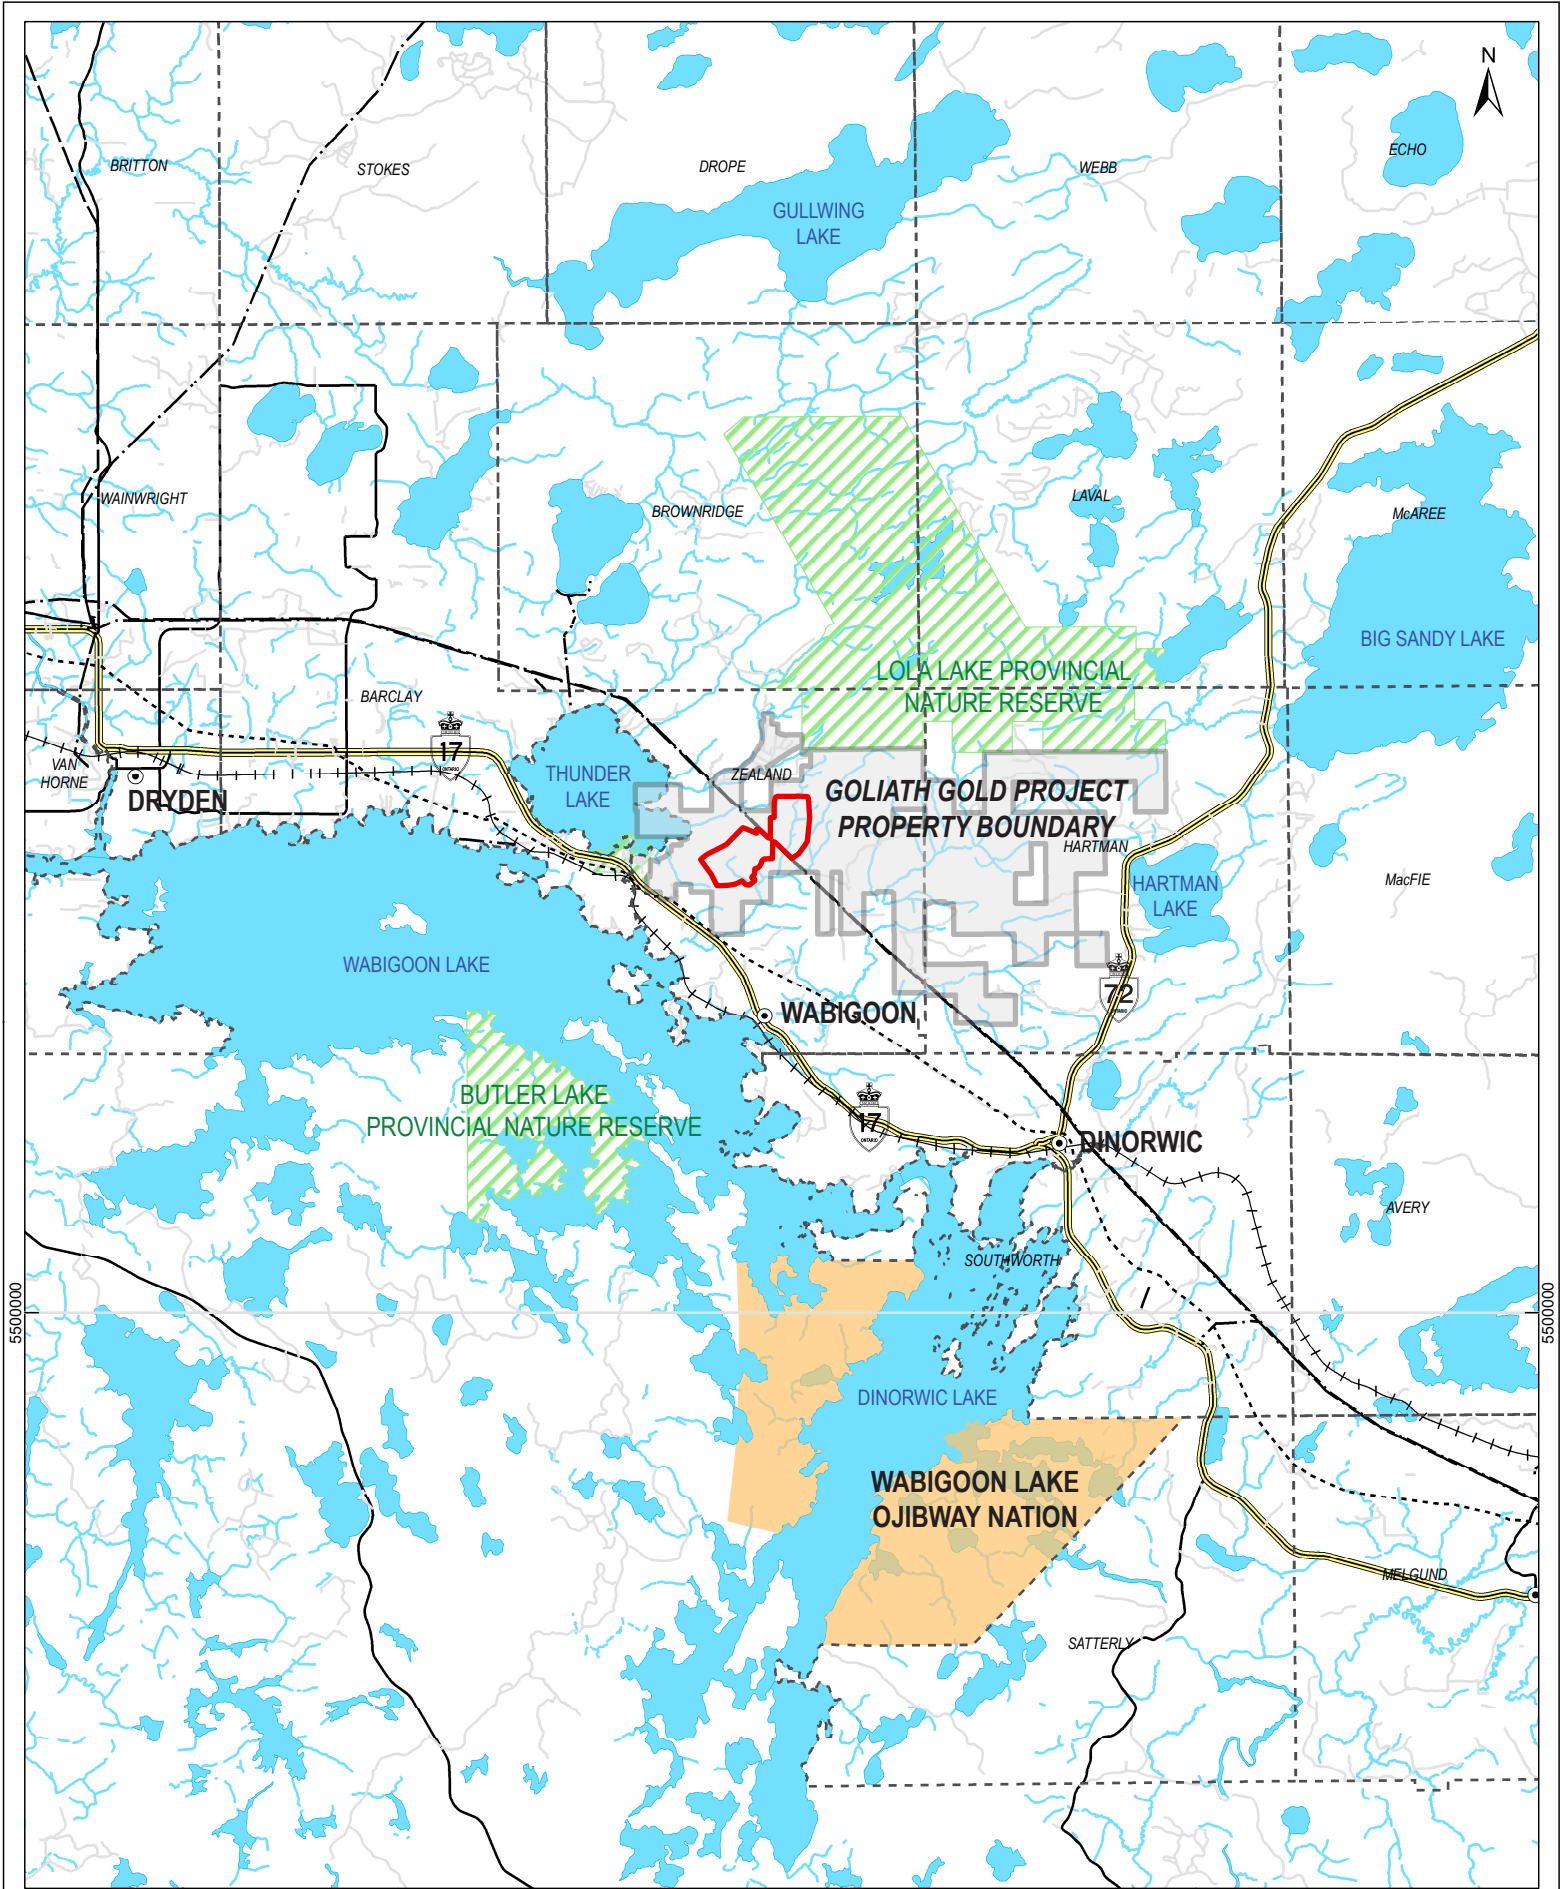 N
BRITTON
STOKES
DROPE
WEBB
ECHO
GULLWING
LAKE
WAINWRIGHT
BROWNRIDGE
LAVAL
McAREE
BIG SANDY LAKE
LOLA LAKE PROVINCIAL
NATURE RESERVE
BARCLAY
17
ONTARIO
VAN
HORNE
DRYDEN
THUNDER
LAKE
ZEALAND
GOLIATH GOLD PROJECT
PROPERTY BOUNDARY
HARTMAN
HARTMAN
LAKE
MacFIE
WABIGOON LAKE
72
ONTARIO
WABIGOON
BUTLER LAKE
PROVINCIAL NATURE RESERVE
17
ONTARIO
DINORWIC
AVERY
SOUTHWORTH
5500000
5500000
DINORWIC LAKE
WABIGOON LAKE
OJIBWAY NATION
MELGUND
SATTERLY